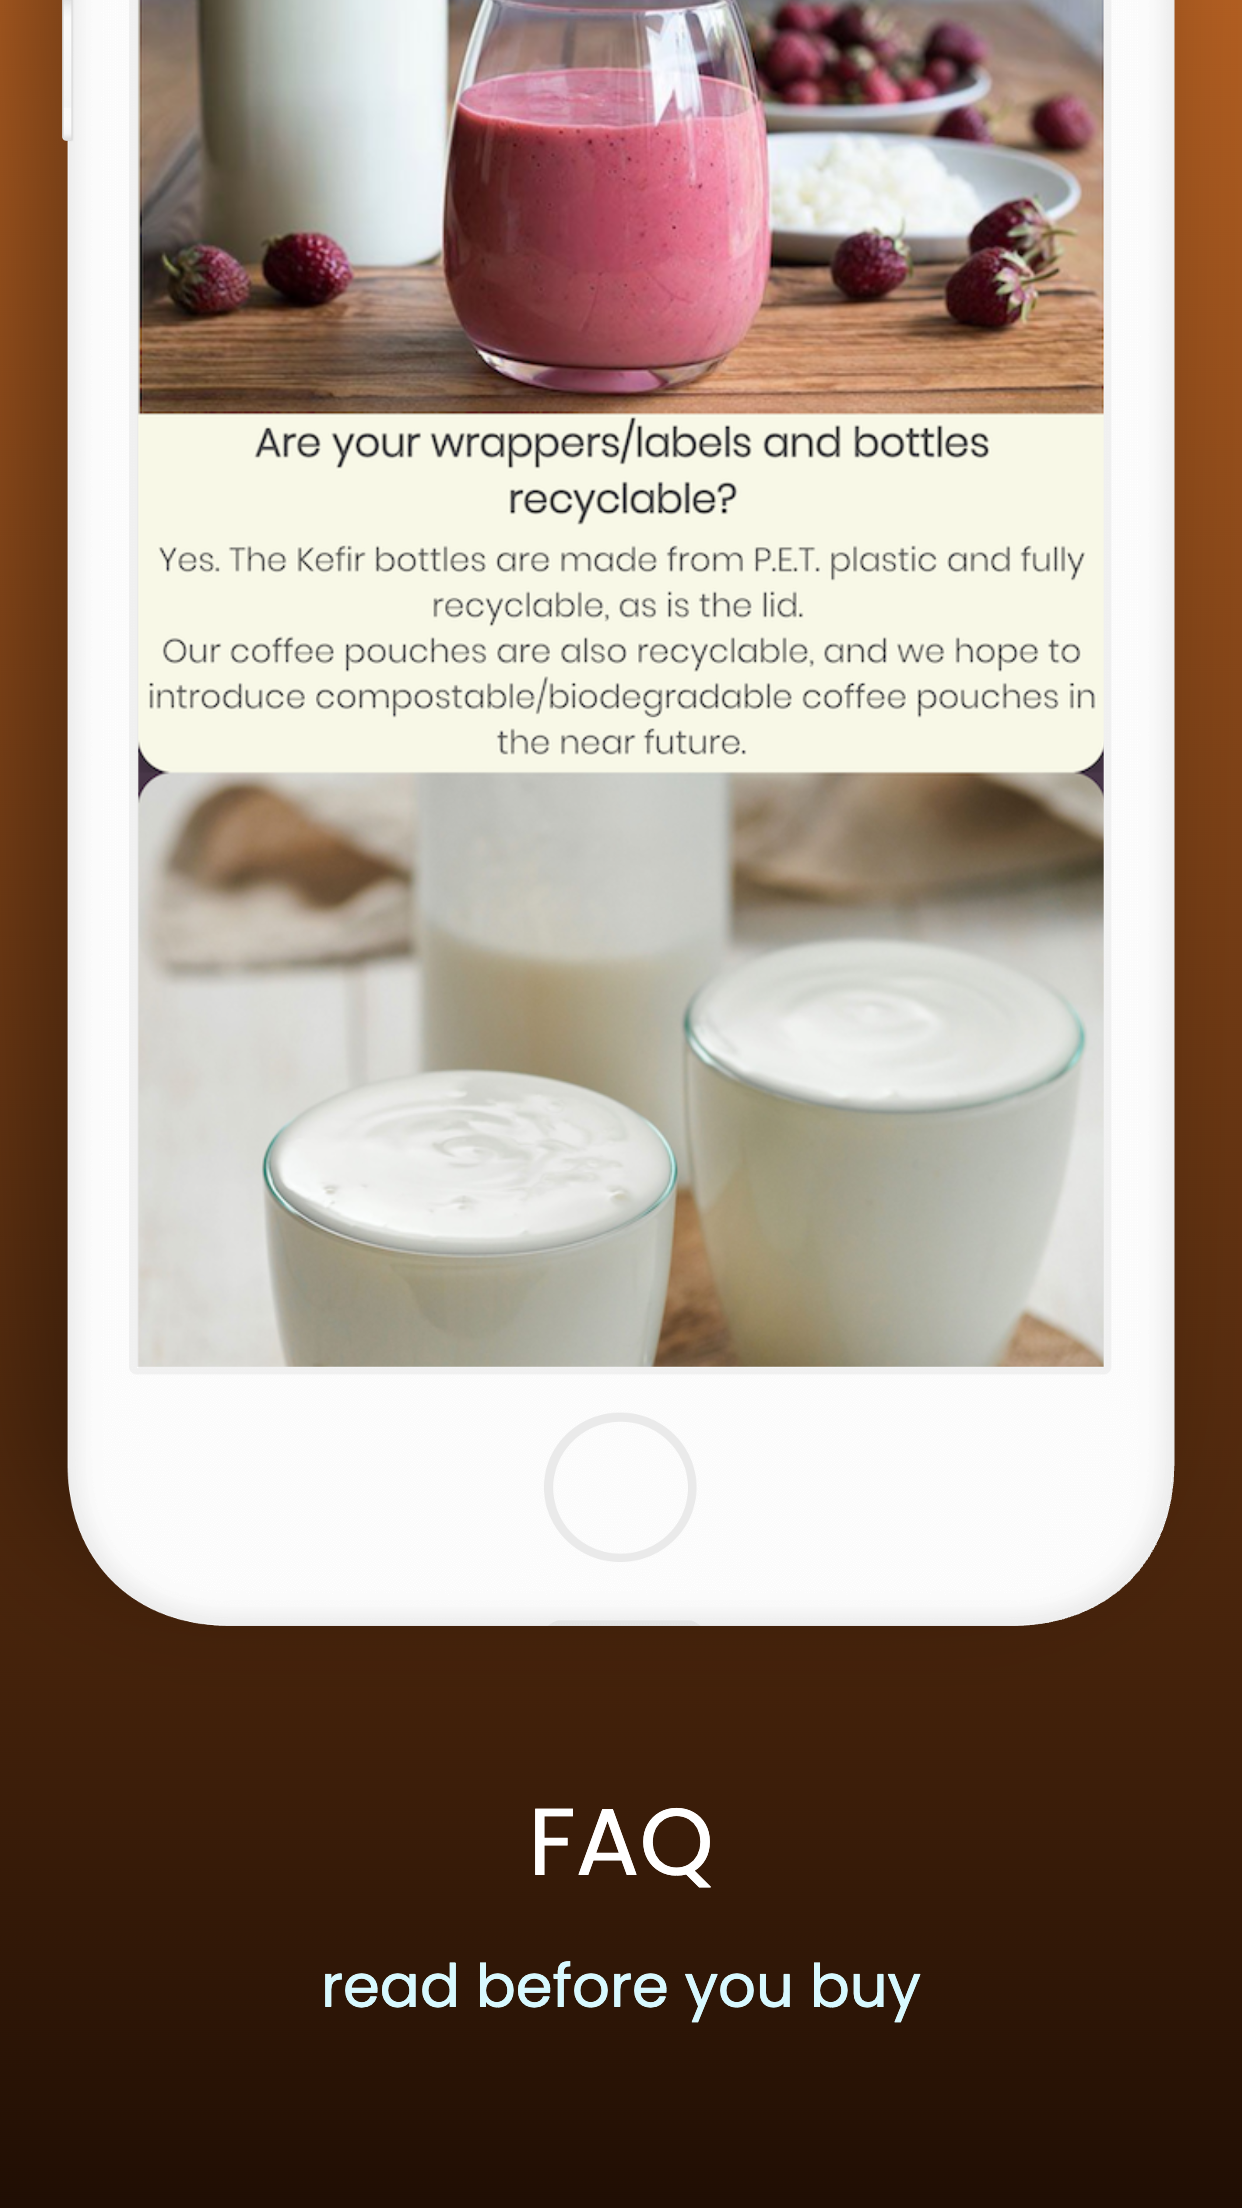 Are your wrappers/labels and bottles
recyclable?
Yes. The Kefir bottles are made from P.E.T. plastic and fully
recyclable, as is the lid.
Our coffee pouches are also recyclable, and we hope to
introduce compostable/biodegradable coffee pouches in
the near future.
FAQ
read before you buy